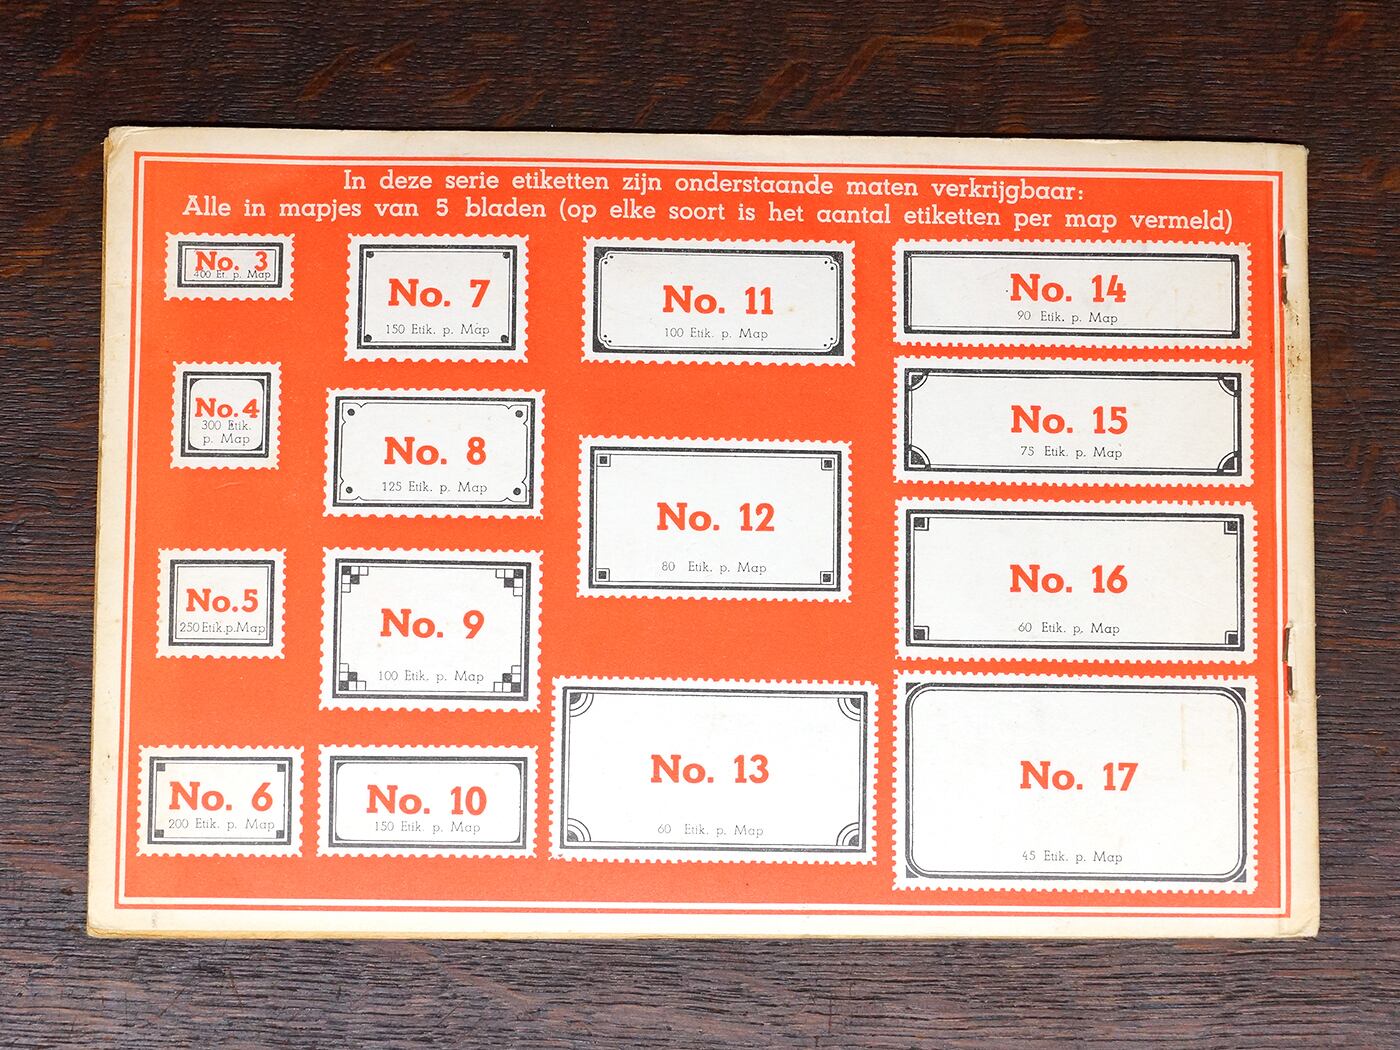 In deze serie etiketten zijn onderstaande maten verkrijgbaar:
Alle in mapjes van 5 bladen (op elke soort is het aantal etiketten per map vermeld)
No. 3
400 Et. p. Map
No. 4
300 Etik.
p. Map
No. 5
250 Etik. p. Map
No. 6
200 Etik. p. Map
No. 7
150 Etik. p. Map
No. 8
125 Etik. p. Map
No. 9
100 Etik. p. Map
No. 10
150 Etik. p. Map
No. 11
100 Etik. p. Map
No. 12
80 Etik. p. Map
No. 13
60 Etik. p. Map
No. 14
90 Etik. p. Map
No. 15
75 Etik. p. Map
No. 16
60 Etik. p. Map
No. 17
45 Etik. p. Map